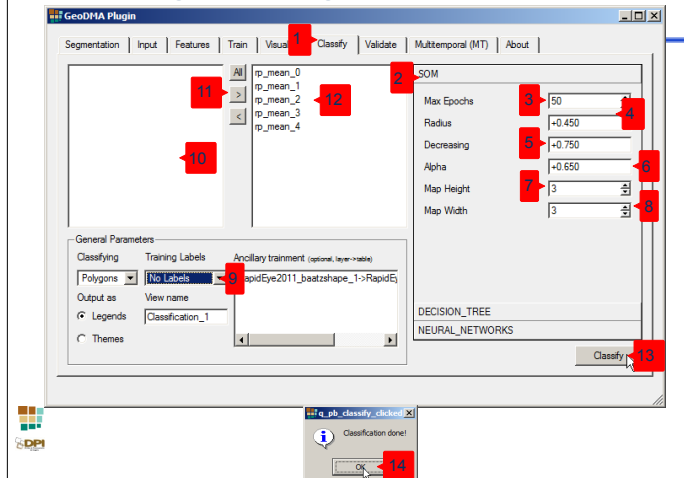 GeoDMA Plugin
Segmentation Input Features Train Visual 1 Classify Validate Multitemporal (MT) About
All
>
<
11
10
rp_mean_0
rp_mean_1
rp_mean_2
rp_mean_3
rp_mean_4
12
2 SOM
Max Epochs 3 50
Radius +0.450 4
Decreasing 5 +0.750
Alpha +0.650 6
Map Height 7 3
Map Width 3 8
DECISION_TREE
NEURAL_NETWORKS
General Parameters
Classifying Training Labels Ancillary trainment (optional, layer->table)
Polygons No Labels 9 RapidEye2011_baatzshape_1->RapidEy
Output as View name
Legends Classification_1
Themes
Classify 13
q_pb_classify_clicked
Classification done!
OK 14
DPI